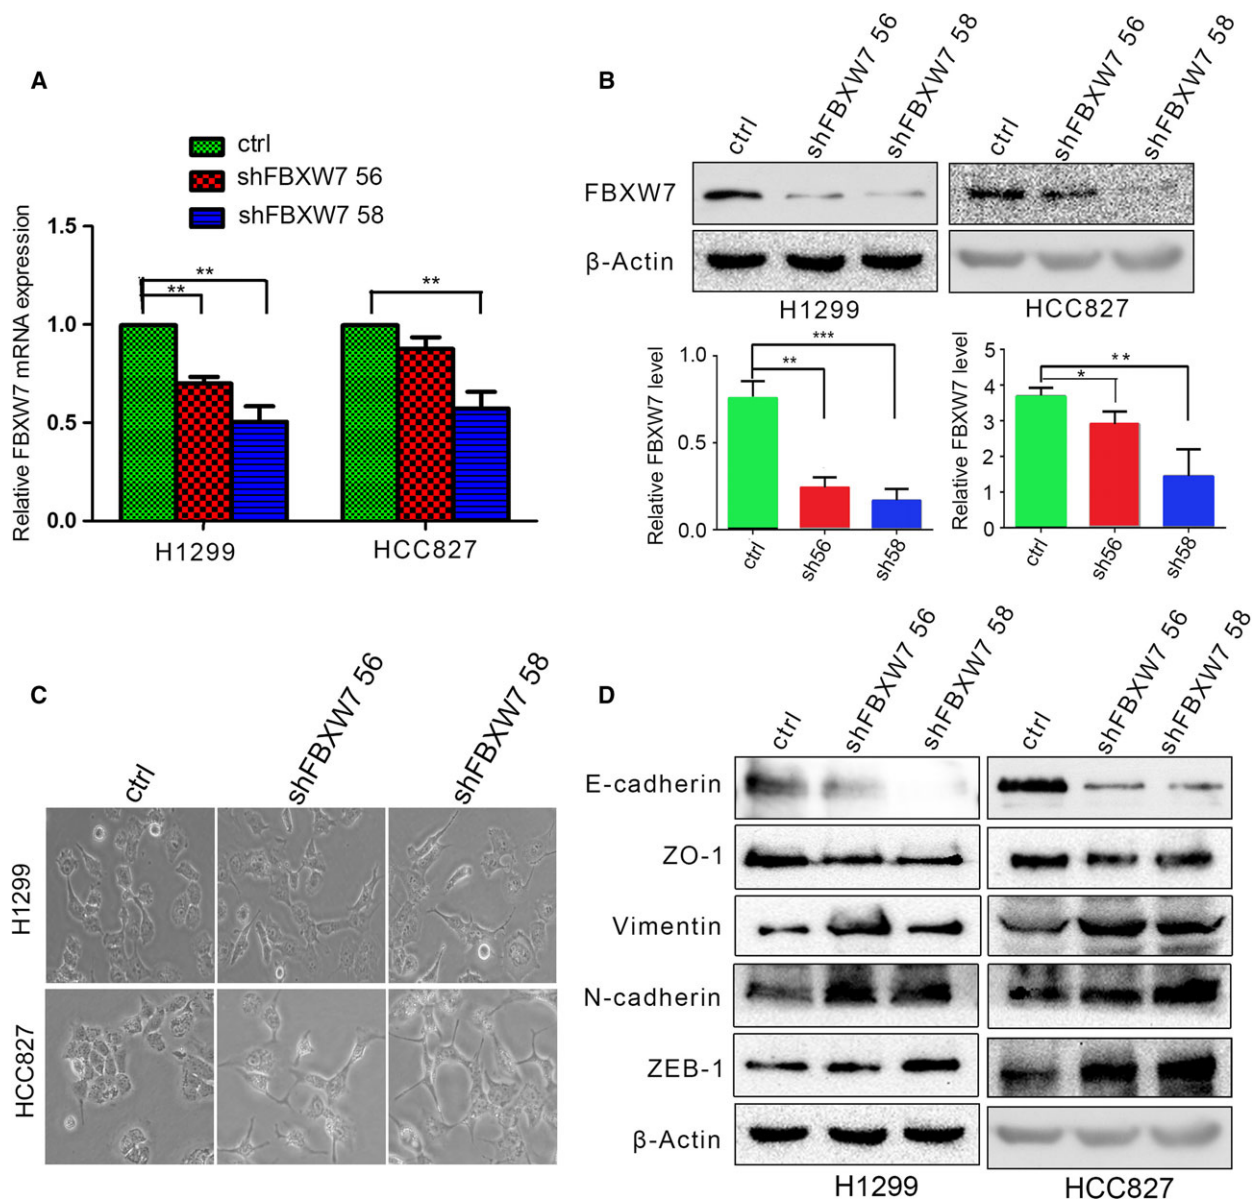 A
ctrl
shFBXW7 56
shFBXW7 58
Relative FBXW7 mRNA expression
1.5
1.0
0.5
0.0
**
**
**
H1299
HCC827
B
ctrl
shFBXW7 56
shFBXW7 58
ctrl
shFBXW7 56
shFBXW7 58
FBXW7
β-Actin
H1299
HCC827
Relative FBXW7 level
1.0
0.5
0.0
***
**
ctrl
sh56
sh58
Relative FBXW7 level
5
4
3
2
1
0
**
*
ctrl
sh56
sh58
C
ctrl
shFBXW7 56
shFBXW7 58
H1299
HCC827
D
ctrl
shFBXW7 56
shFBXW7 58
ctrl
shFBXW7 56
shFBXW7 58
E-cadherin
ZO-1
Vimentin
N-cadherin
ZEB-1
β-Actin
H1299
HCC827